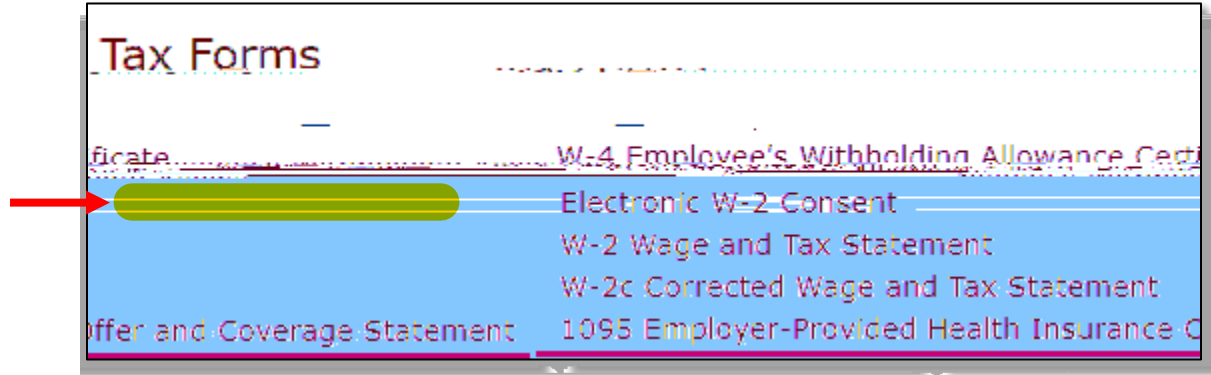 Tax Forms
ficate W-4 Employee's Withholding Allowance Certi
Electronic W-2 Consent
W-2 Wage and Tax Statement
W-2c Corrected Wage and Tax Statement
Offer and Coverage Statement 1095 Employer-Provided Health Insurance O